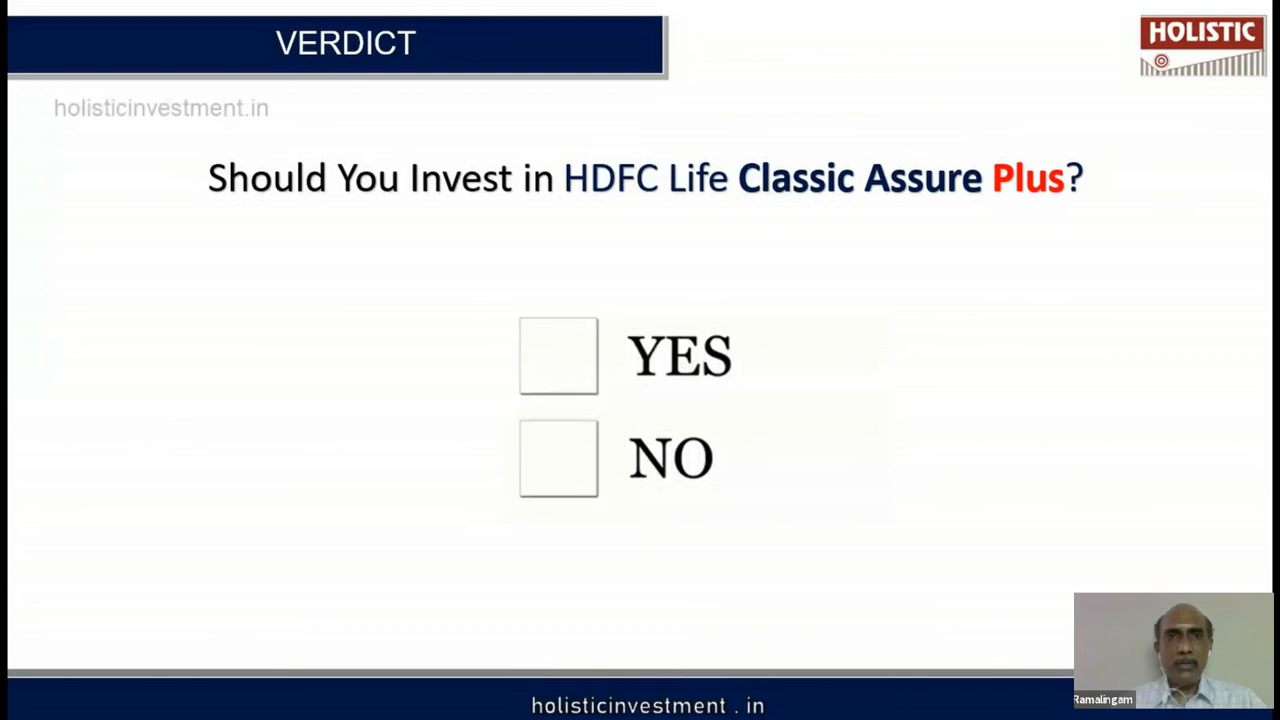 VERDICT
HOLISTIC
holisticinvestment.in
Should You Invest in HDFC Life Classic Assure Plus?
YES
NO
Ramalingam
holisticinvestment . in